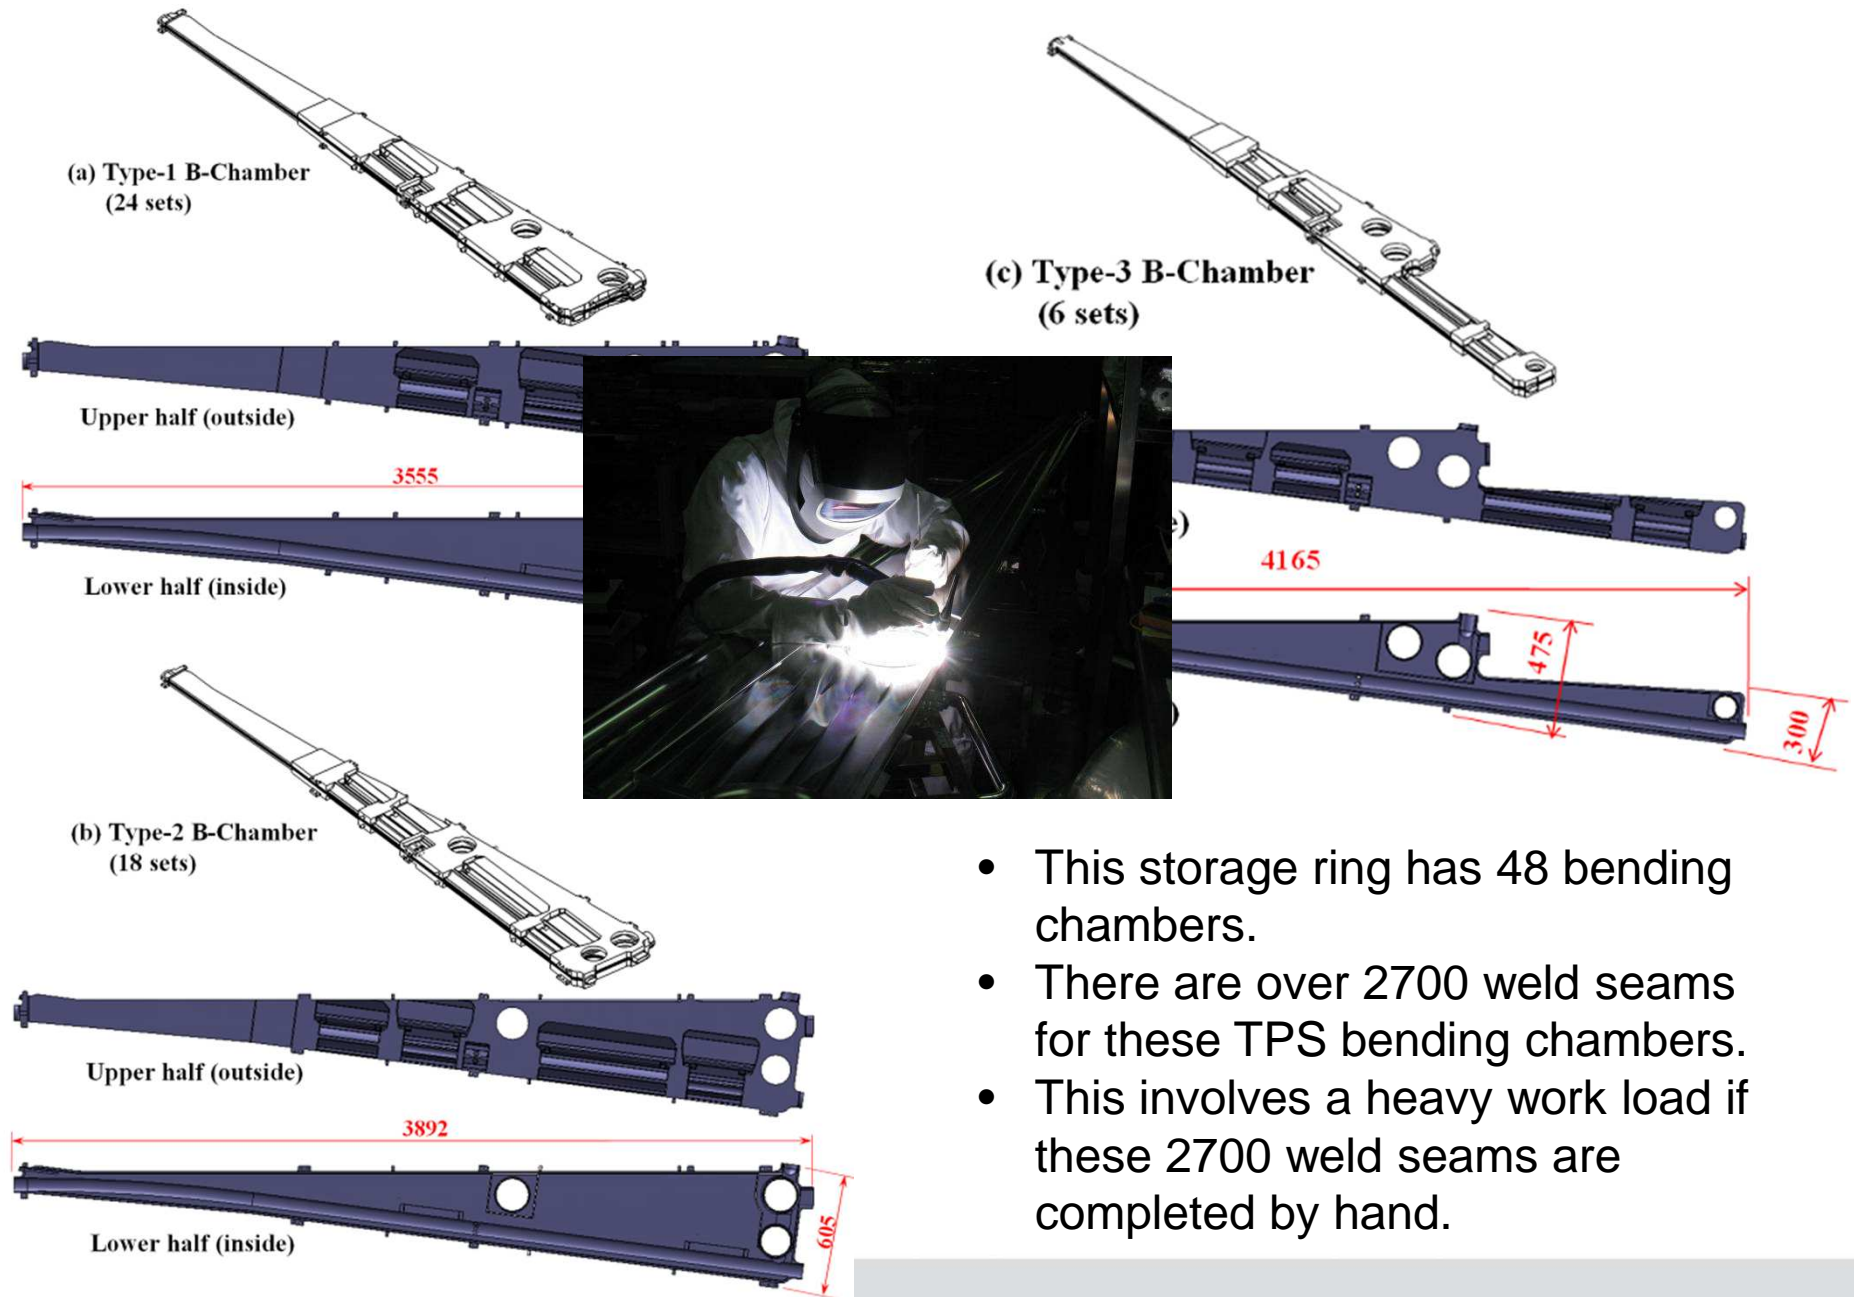 (a) Type-1 B-Chamber
(24 sets)
Upper half (outside)
3555
Lower half (inside)
(b) Type-2 B-Chamber
(18 sets)
Upper half (outside)
3892
605
Lower half (inside)
(c) Type-3 B-Chamber
(6 sets)
e)
4165
475
300
)
• This storage ring has 48 bending
chambers.
• There are over 2700 weld seams
for these TPS bending chambers.
• This involves a heavy work load if
these 2700 weld seams are
completed by hand.